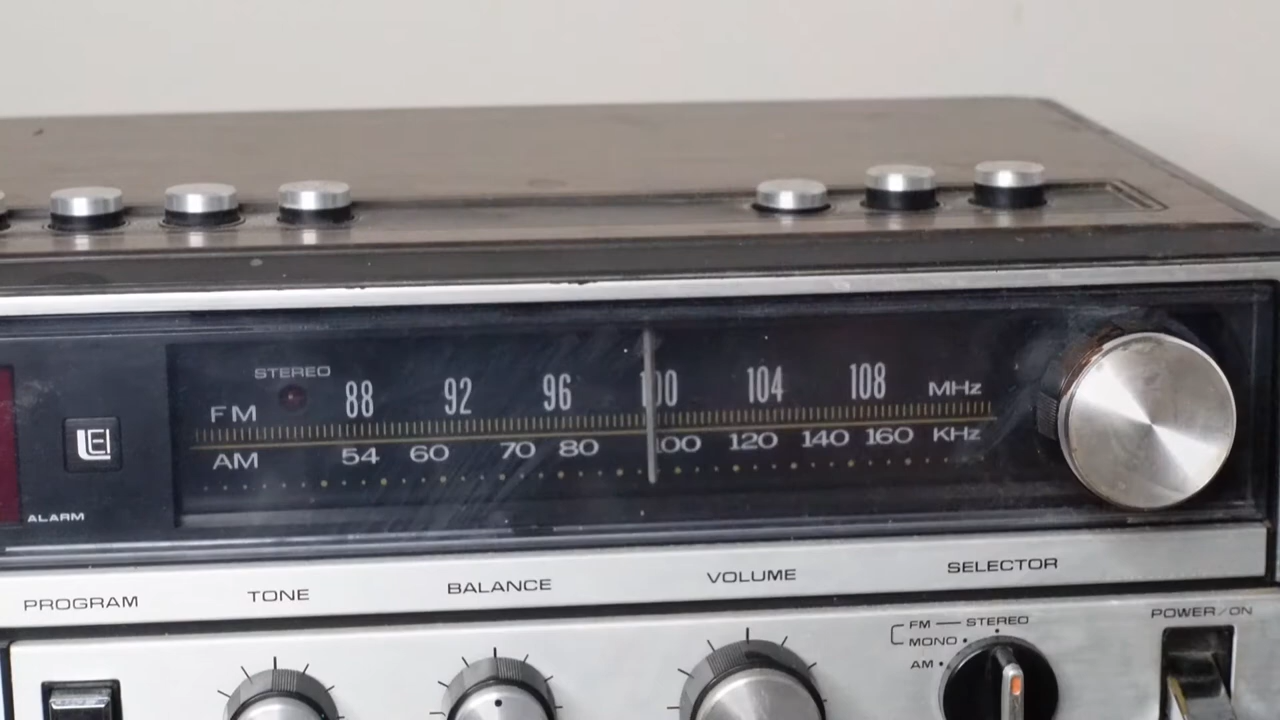 STEREO
FM 88 92 96 100 104 108 MHz
AM 54 60 70 80 100 120 140 160 KHz
ALARM
PROGRAM TONE BALANCE VOLUME SELECTOR
POWER/ON
FM — STEREO
MONO
AM